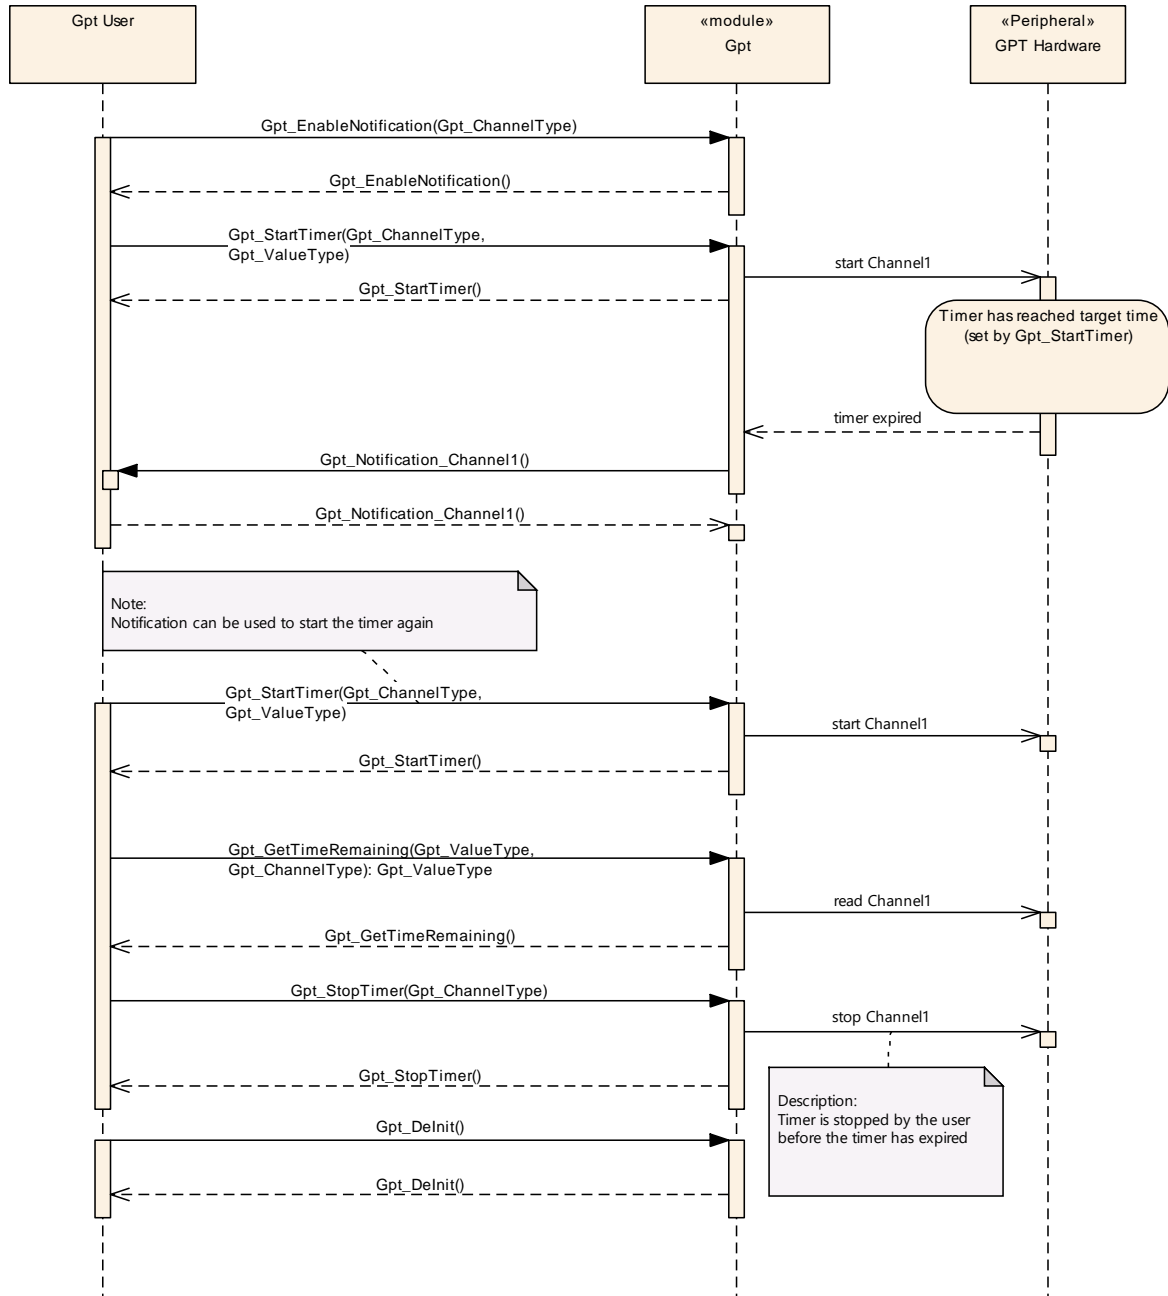 Gpt User
«module»
Gpt
«Peripheral»
GPT Hardware
Gpt_EnableNotification(Gpt_ChannelType)
Gpt_EnableNotification()
Gpt_StartTimer(Gpt_ChannelType,
Gpt_ValueType)
start Channel1
Gpt_StartTimer()
Timer has reached target time
(set by Gpt_StartTimer)
timer expired
Gpt_Notification_Channel1()
Gpt_Notification_Channel1()
Note:
Notification can be used to start the timer again
Gpt_StartTimer(Gpt_ChannelType,
Gpt_ValueType)
start Channel1
Gpt_StartTimer()
Gpt_GetTimeRemaining(Gpt_ValueType,
Gpt_ChannelType): Gpt_ValueType
read Channel1
Gpt_GetTimeRemaining()
Gpt_StopTimer(Gpt_ChannelType)
stop Channel1
Gpt_StopTimer()
Description:
Timer is stopped by the user
before the timer has expired
Gpt_DeInit()
Gpt_DeInit()